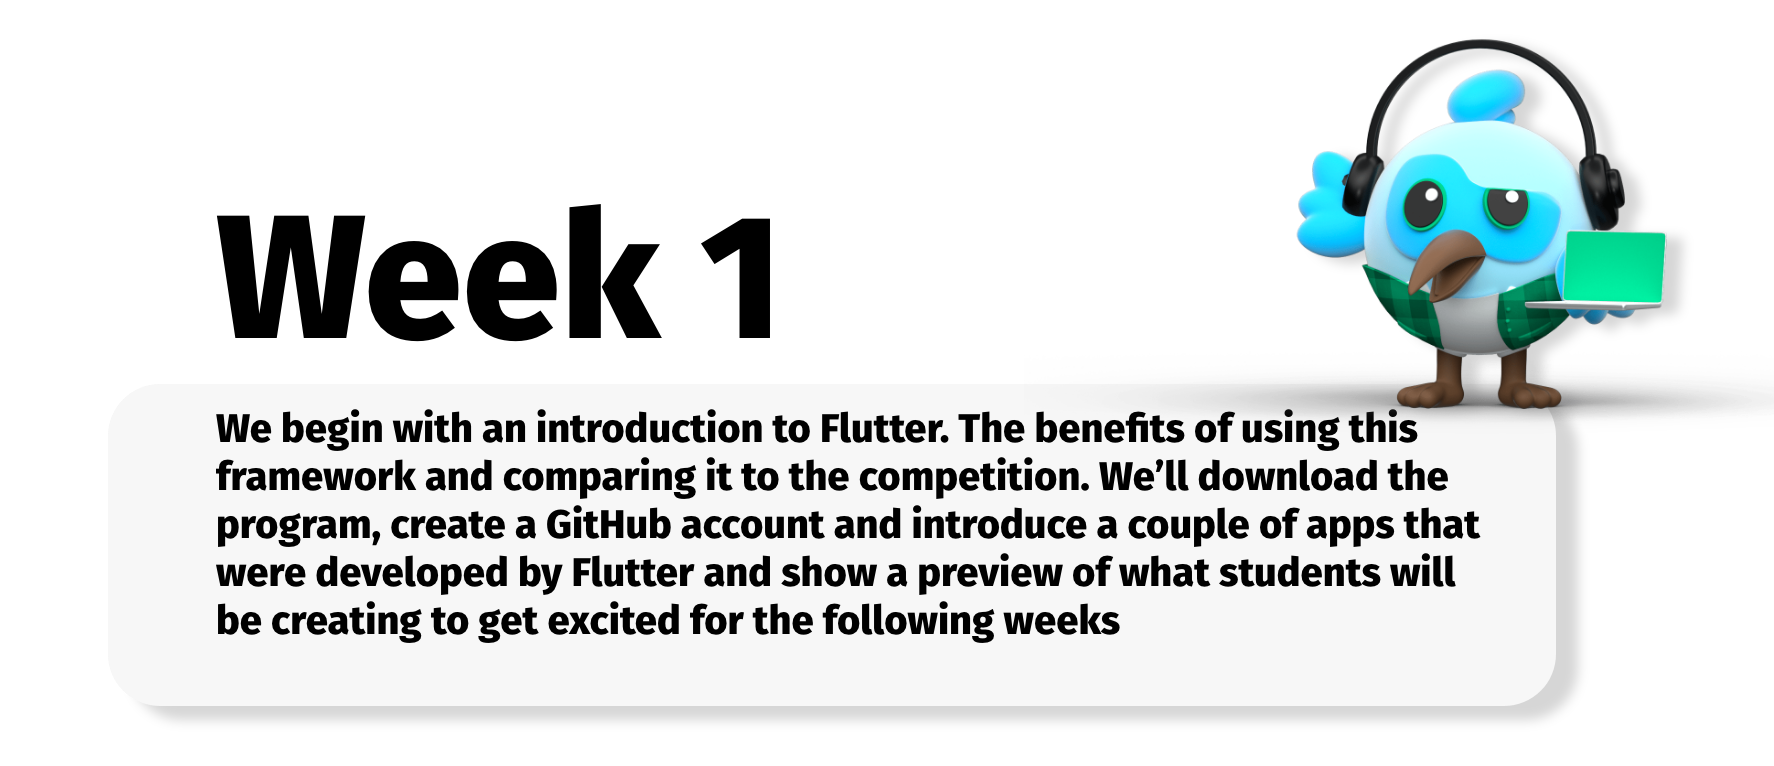 Week 1
We begin with an introduction to Flutter. The benefits of using this
framework and comparing it to the competition. We’ll download the
program, create a GitHub account and introduce a couple of apps that
were developed by Flutter and show a preview of what students will
be creating to get excited for the following weeks